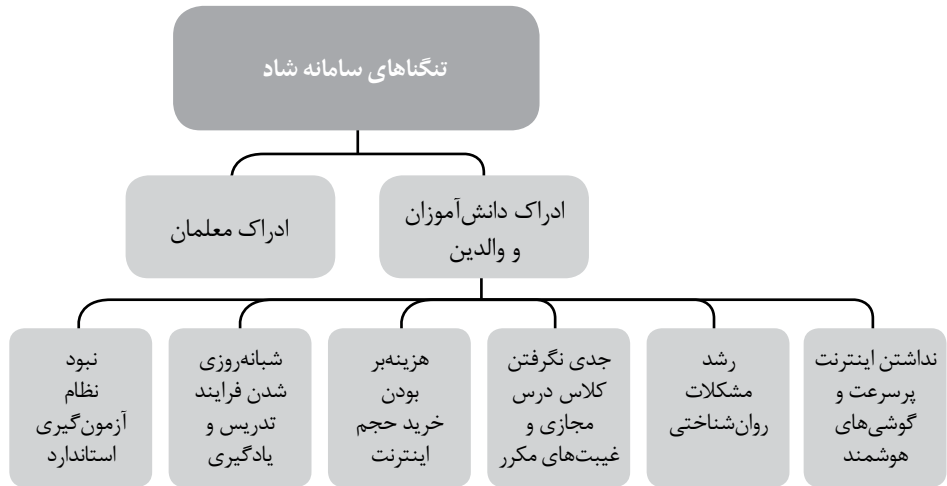 تنگناهای سامانه شاد
ادراک دانش‌آموزان
و والدین
ادراک معلمان
نداشتن اینترنت
پرسرعت و
گوشی‌های
هوشمند
رشد
مشکلات
روان‌شناختی
جدی نگرفتن
کلاس درس
مجازی و
غیبت‌های مکرر
هزینه‌بر
بودن
خرید حجم
اینترنت
شبانه‌روزی
شدن فرایند
تدریس و
یادگیری
نبود
نظام
آزمون‌گیری
استاندارد